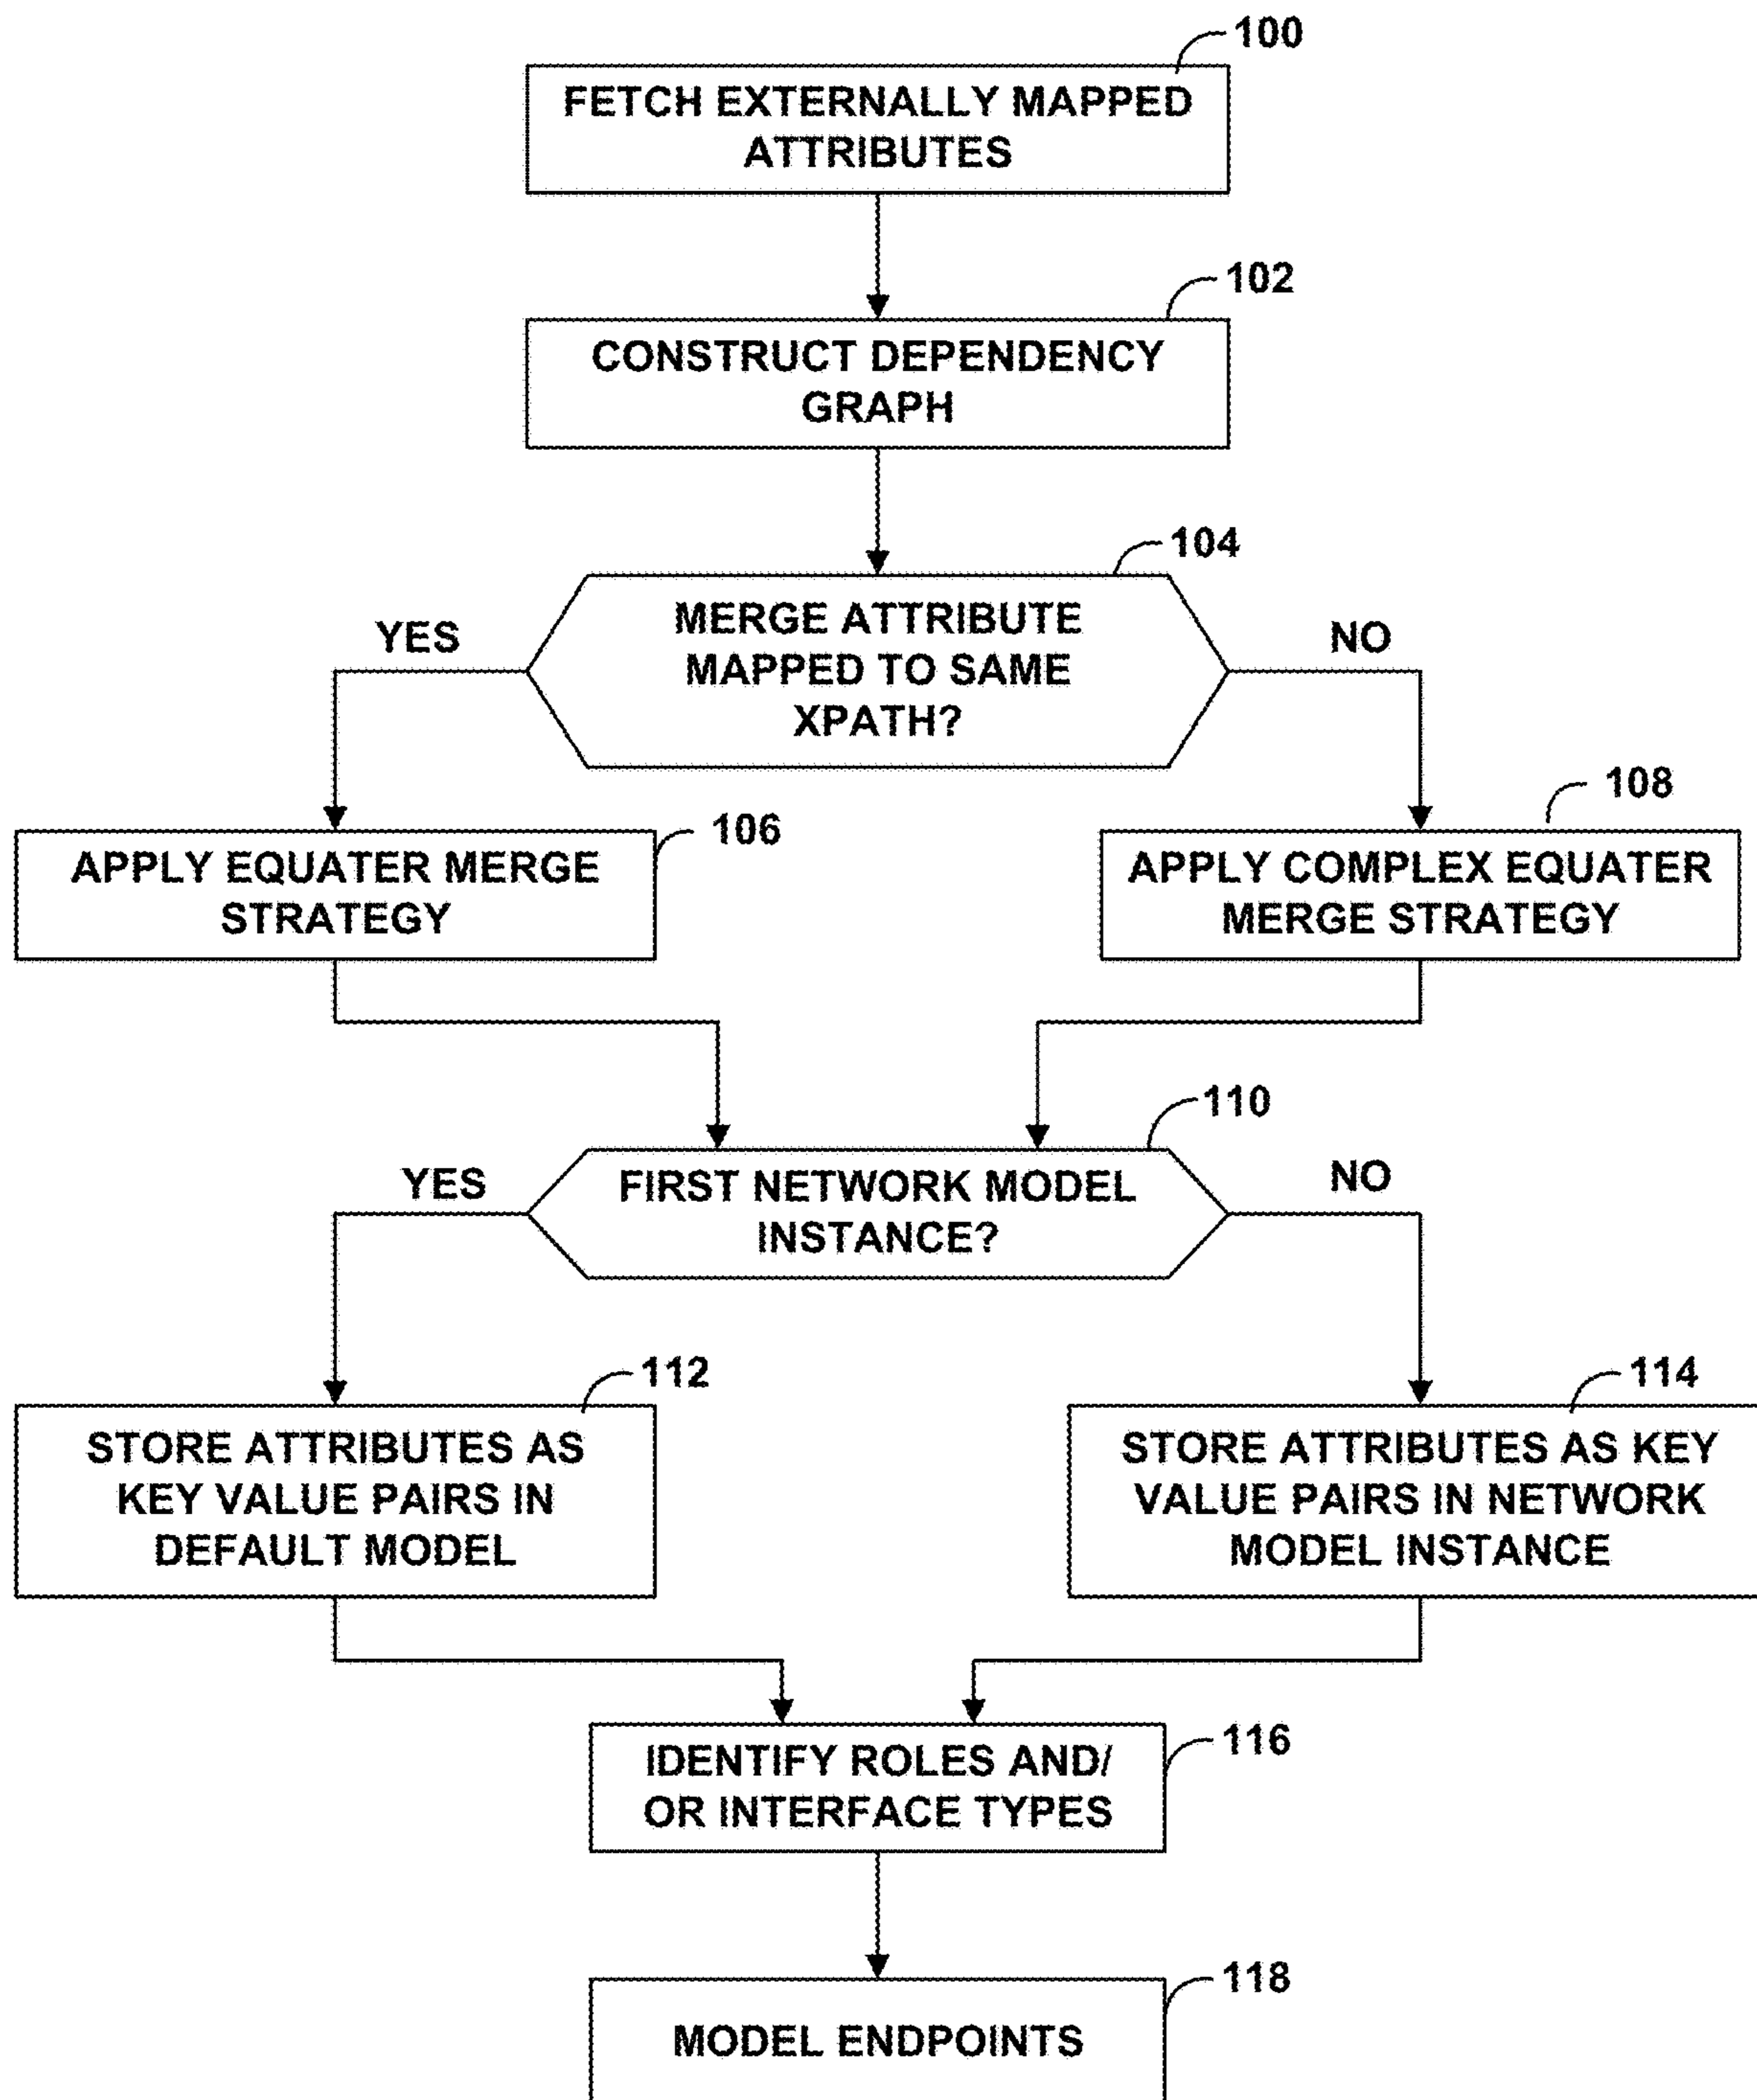 100
FETCH EXTERNALLY MAPPED
ATTRIBUTES
102
CONSTRUCT DEPENDENCY
GRAPH
104
MERGE ATTRIBUTE
MAPPED TO SAME
XPATH?
YES
NO
106
APPLY EQUATER MERGE
STRATEGY
108
APPLY COMPLEX EQUATER
MERGE STRATEGY
110
FIRST NETWORK MODEL
INSTANCE?
YES
NO
112
STORE ATTRIBUTES AS
KEY VALUE PAIRS IN
DEFAULT MODEL
114
STORE ATTRIBUTES AS KEY
VALUE PAIRS IN NETWORK
MODEL INSTANCE
116
IDENTIFY ROLES AND/
OR INTERFACE TYPES
118
MODEL ENDPOINTS